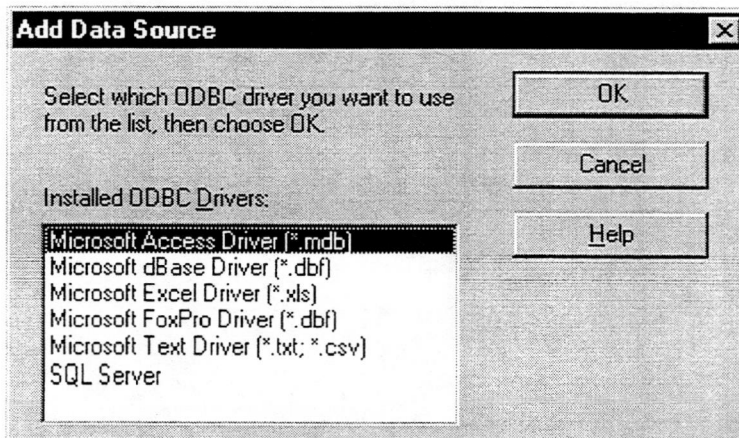 Add Data Source
Select which ODBC driver you want to use
from the list, then choose OK.
Installed ODBC Drivers:
Microsoft Access Driver (*.mdb)
Microsoft dBase Driver (*.dbf)
Microsoft Excel Driver (*.xls)
Microsoft FoxPro Driver (*.dbf)
Microsoft Text Driver (*.txt; *.csv)
SQL Server
OK
Cancel
Help